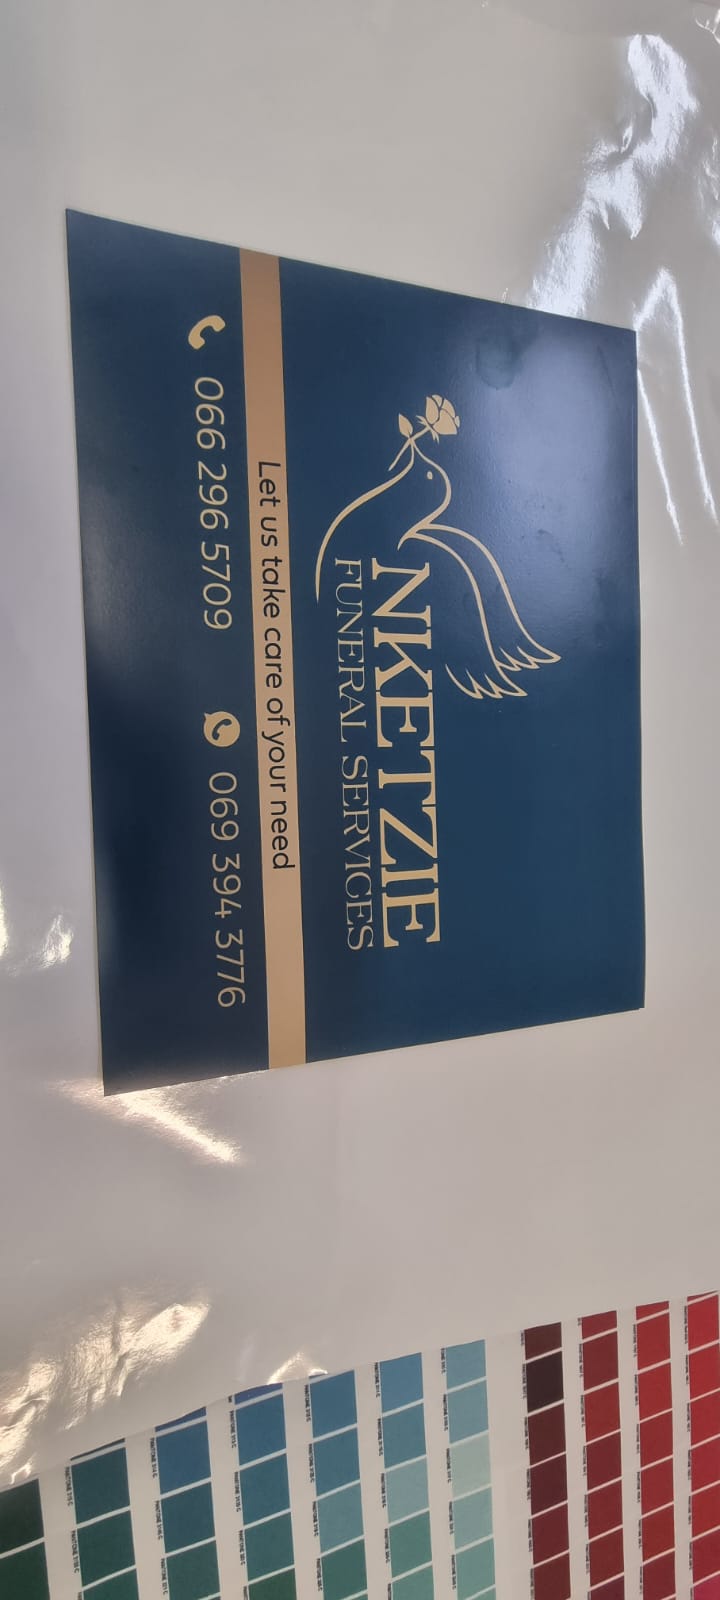 NKETZIE
FUNERAL SERVICES
Let us take care of your need
066 296 5709
069 394 3776